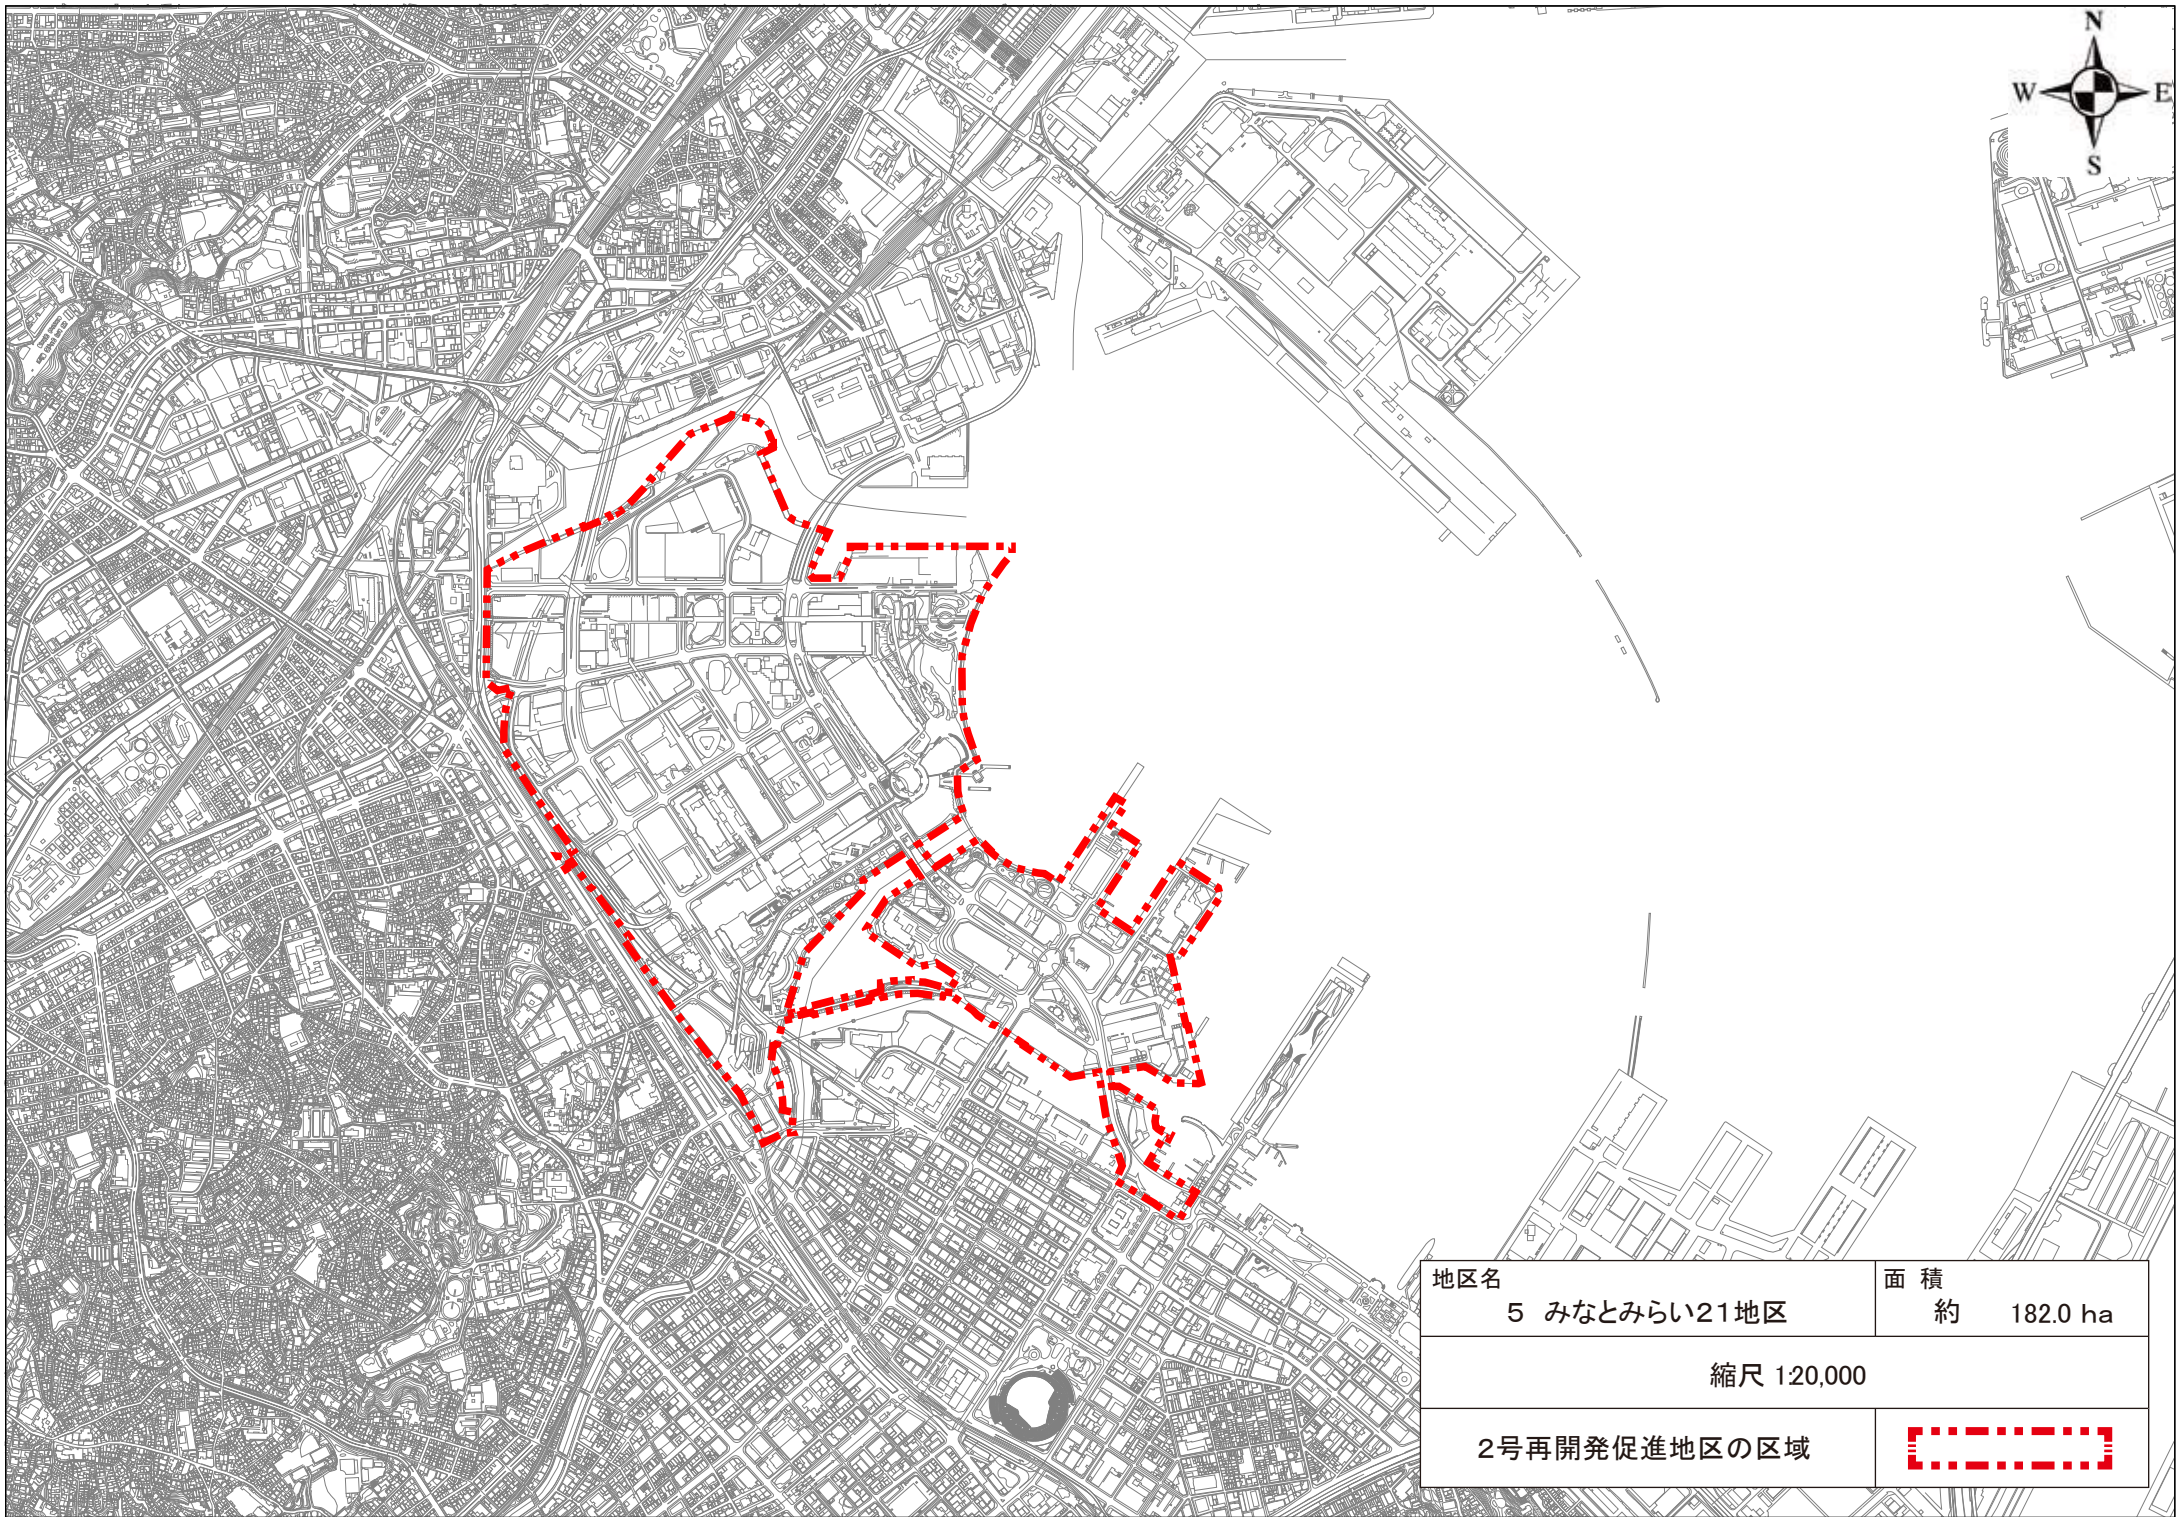 N
W E
S
地区名
5 みなとみらい21地区
面 積
約 182.0 ha
縮尺 1:20,000
2号再開発促進地区の区域